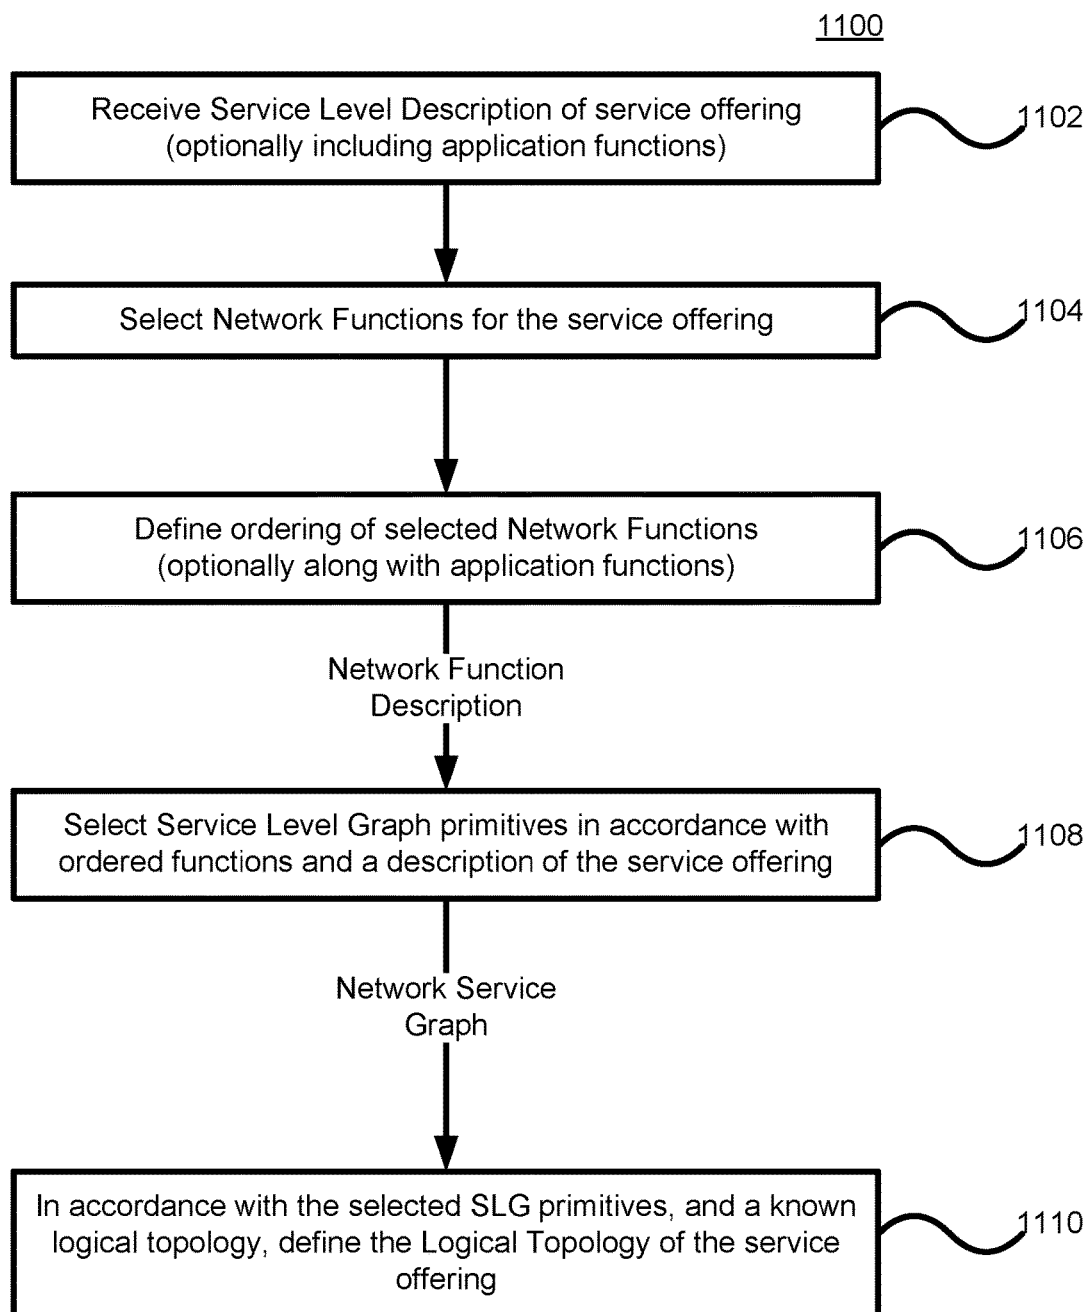 1100
Receive Service Level Description of service offering
(optionally including application functions)
1102
Select Network Functions for the service offering
1104
Define ordering of selected Network Functions
(optionally along with application functions)
1106
Network Function
Description
Select Service Level Graph primitives in accordance with
ordered functions and a description of the service offering
1108
Network Service
Graph
In accordance with the selected SLG primitives, and a known
logical topology, define the Logical Topology of the service
offering
1110